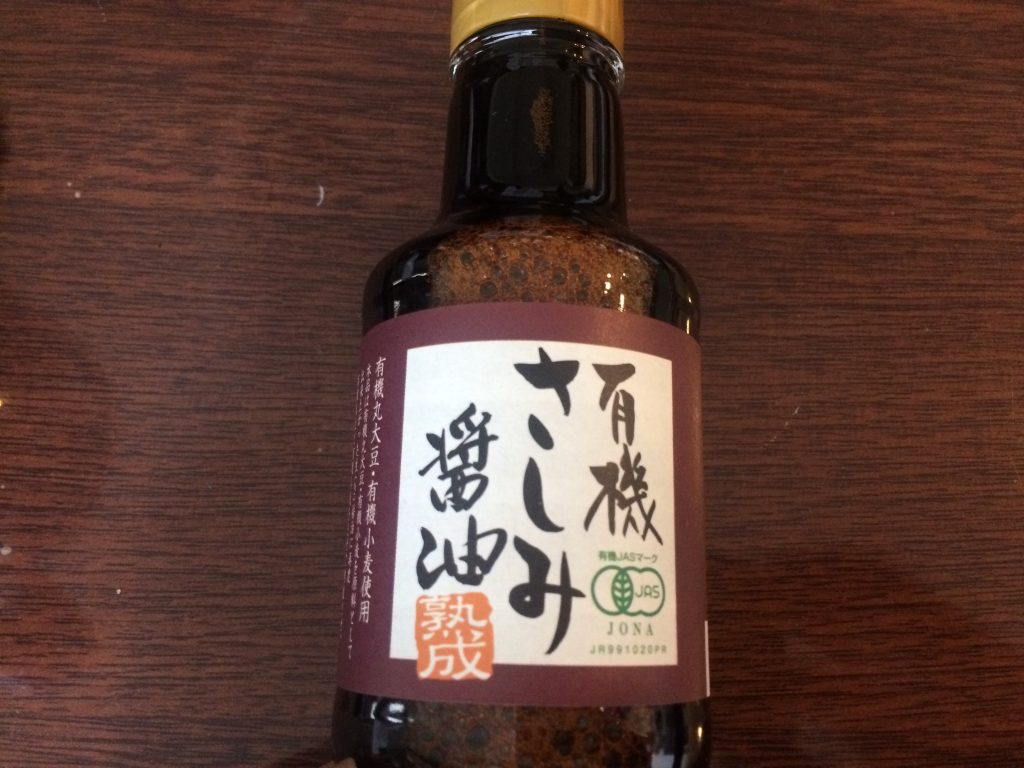 有機
さしみ
醤油
熟成
有機JASマーク
JAS
JONA
JR991020PR
有機丸大豆・有機小麦使用